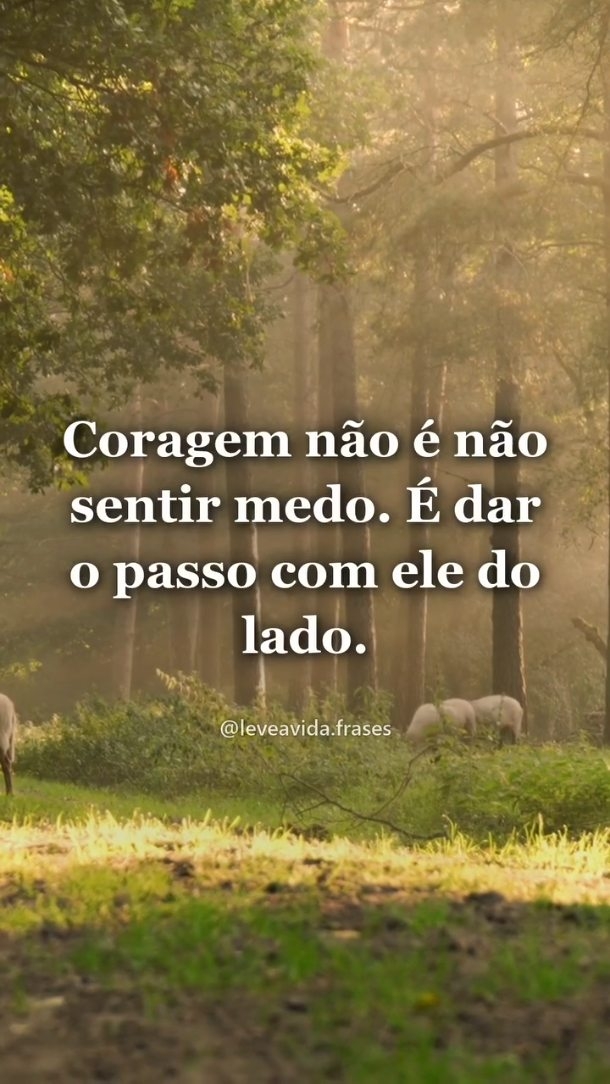 Coragem não é não
sentir medo. É dar
o passo com ele do
lado.
@leveavida.frases